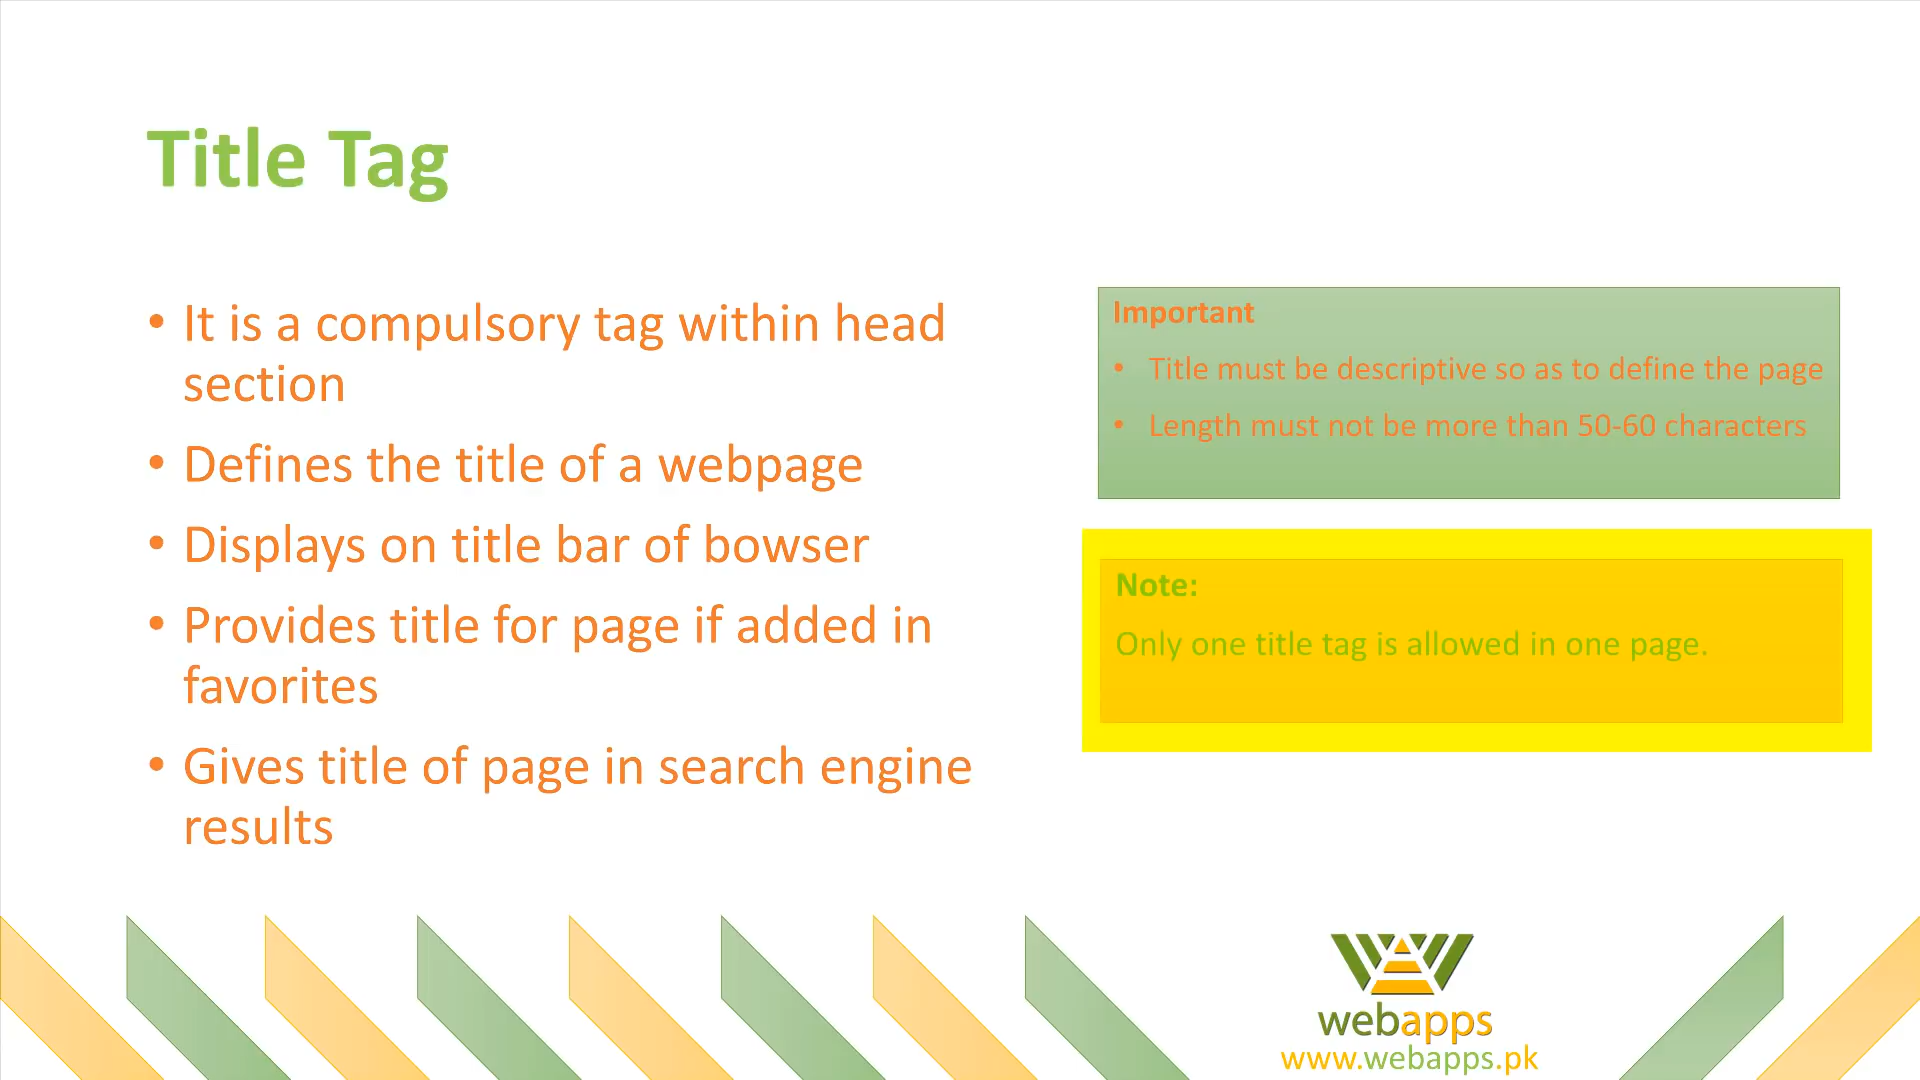 Title Tag
• It is a compulsory tag within head
section
• Defines the title of a webpage
• Displays on title bar of bowser
• Provides title for page if added in
favorites
• Gives title of page in search engine
results
Important
• Title must be descriptive so as to define the page
• Length must not be more than 50-60 characters
Note:
Only one title tag is allowed in one page.
webapps
www.webapps.pk